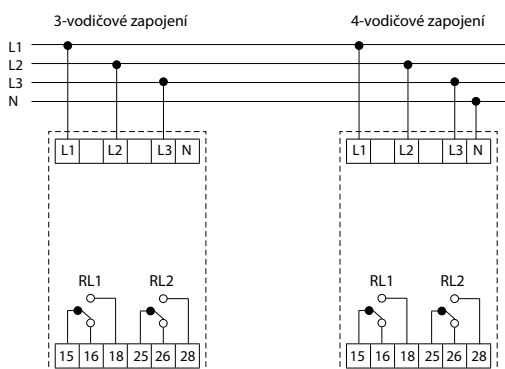 3-vodičové zapojení 4-vodičové zapojení
L1
L2
L3
N
L1 L2 L3 N L1 L2 L3 N
RL1 RL2 RL1 RL2
15 16 18 25 26 28 15 16 18 25 26 28